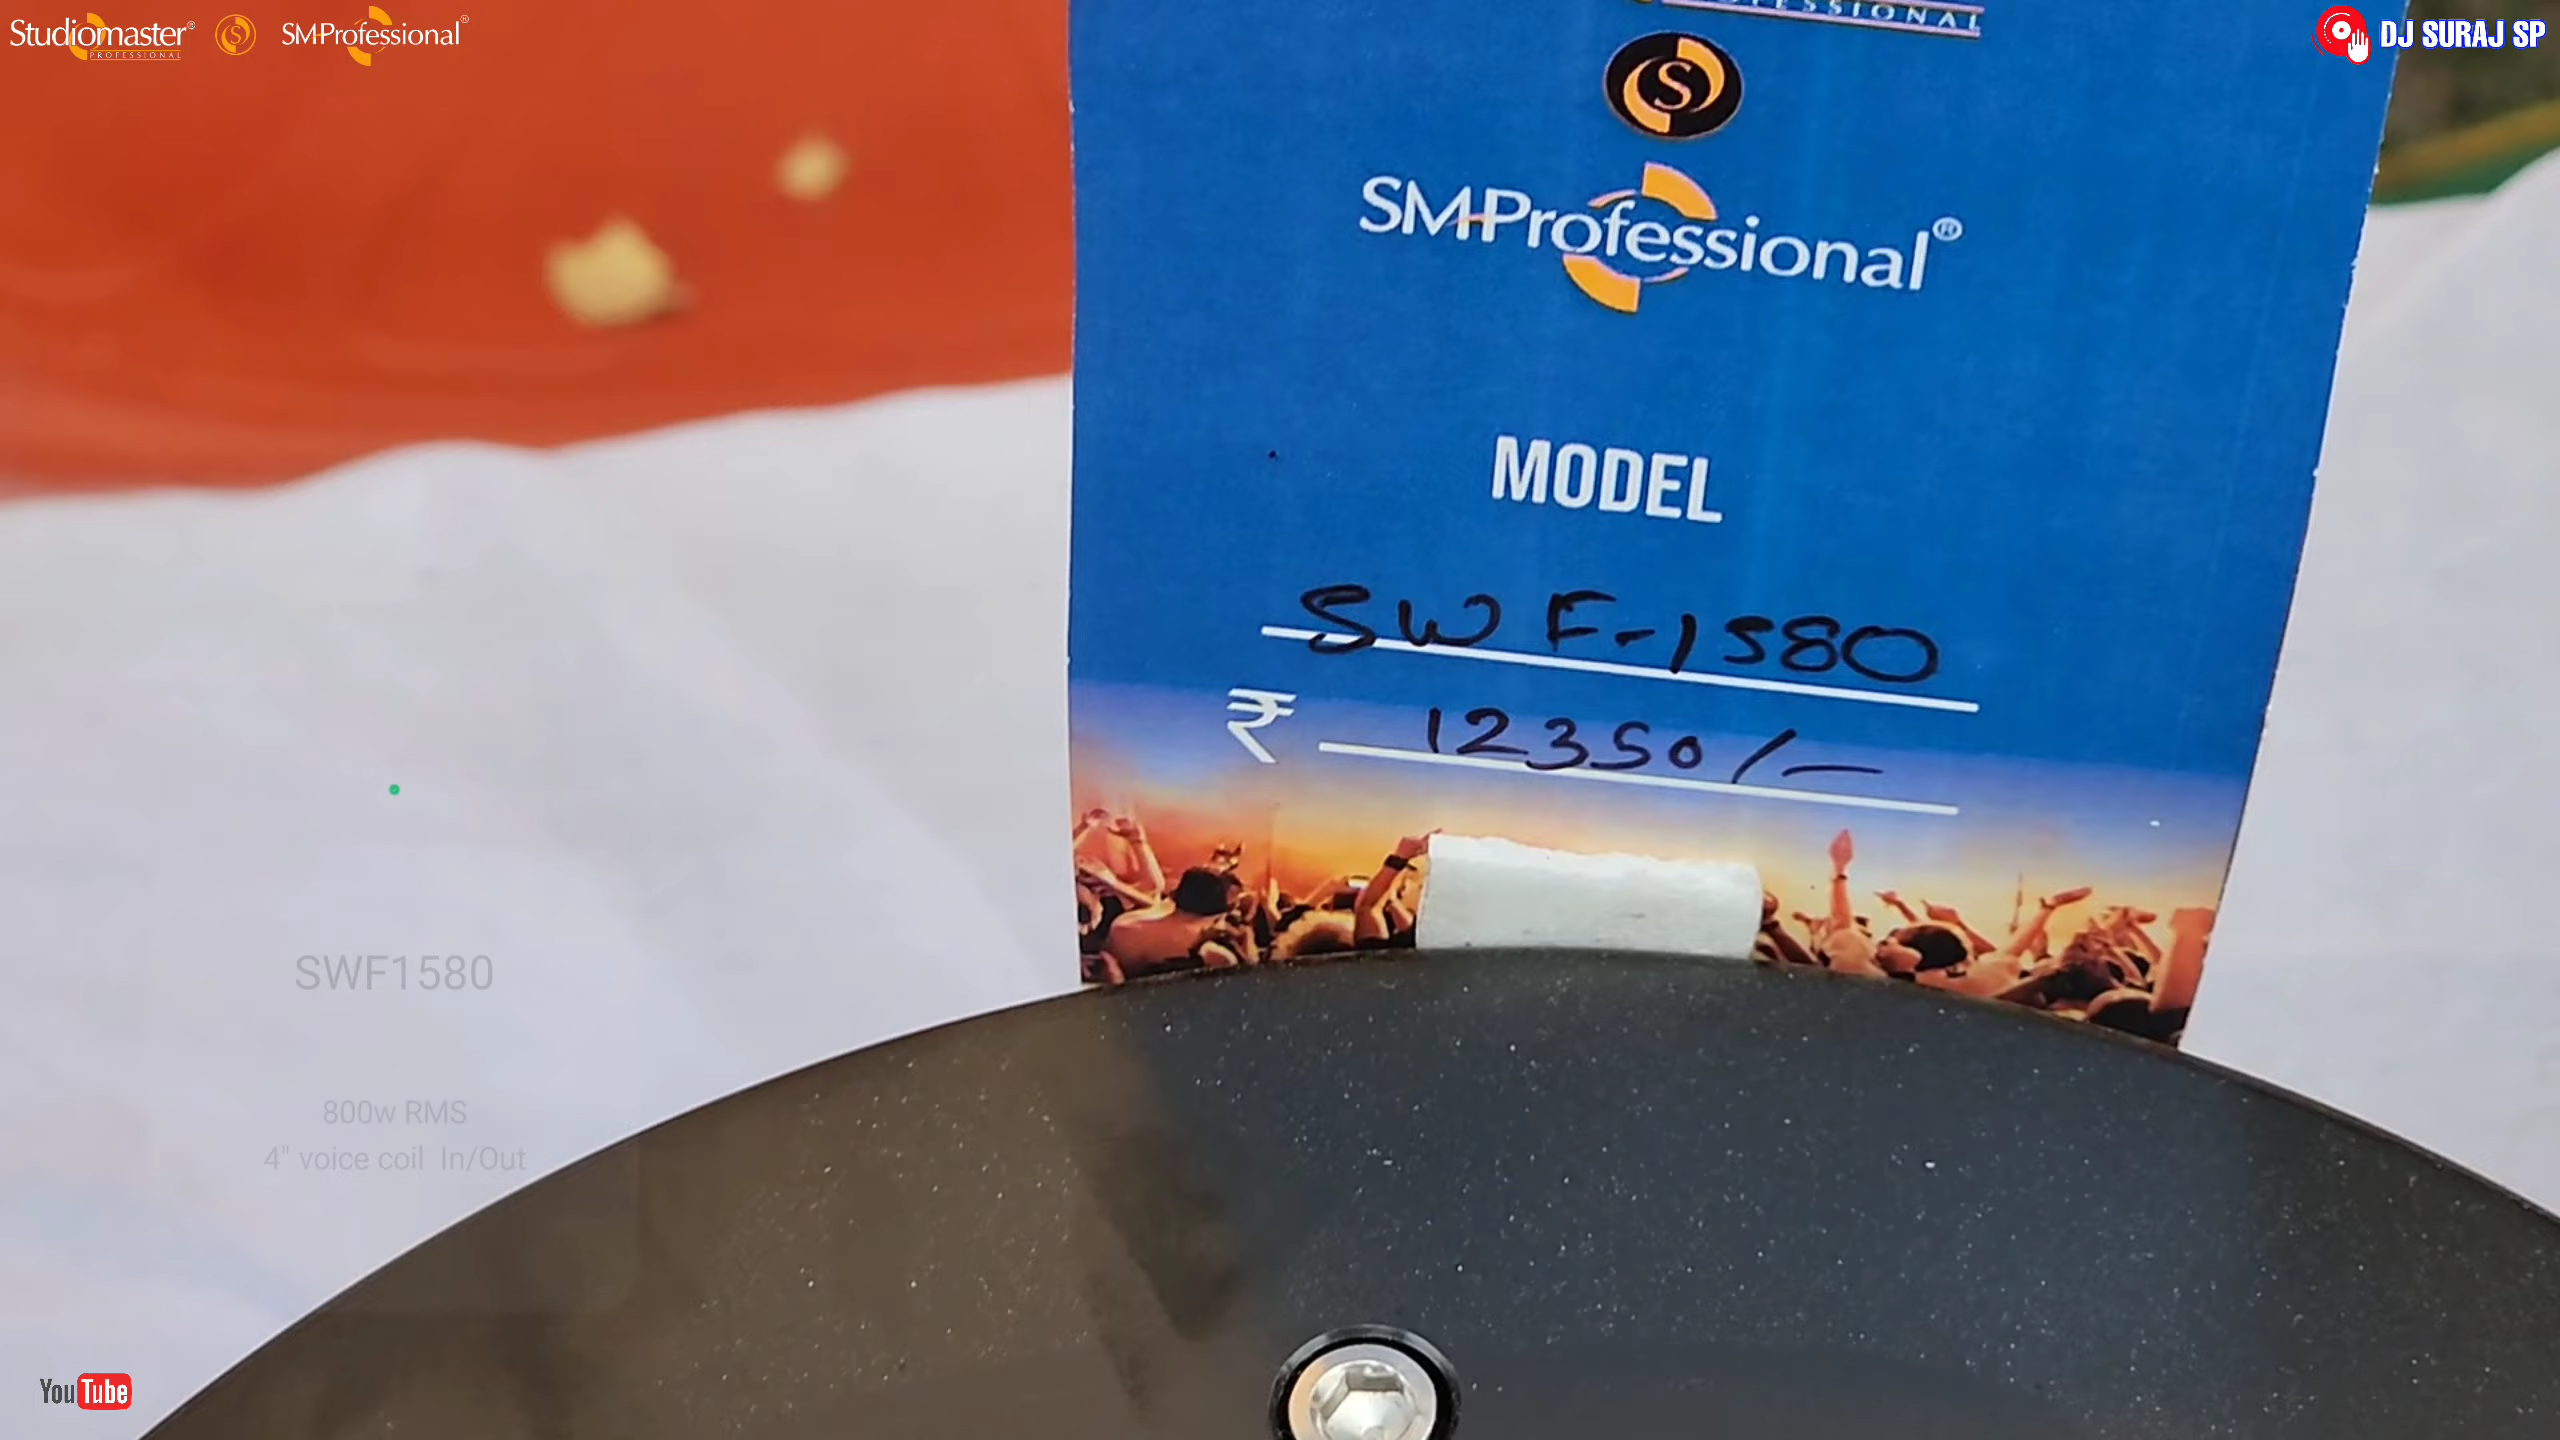 Studiomaster®
PROFESSIONAL
S
SMProfessional®
DJ SURAJ SP
S
SMProfessional®
MODEL
SWF-1580
₹ 12350/-
SWF1580
800w RMS
4" voice coil In/Out
YouTube